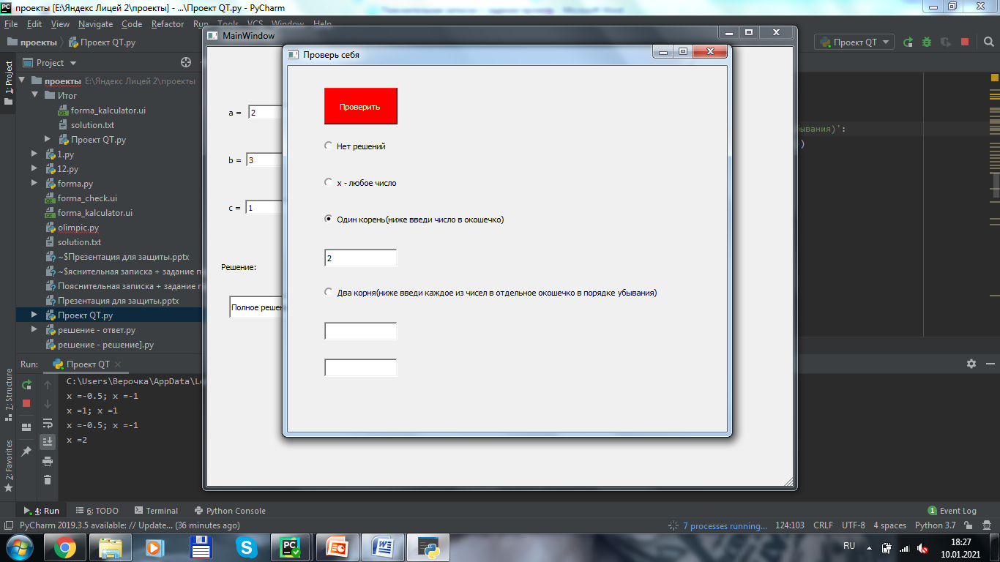 проекты [E:\Яндекс Лицей 2\проекты] - ...\Проект QT.py - PyCharm
File Edit View Navigate Code Refactor Run Tools VCS Window Help
MainWindow
проекты Проект QT.py
Проект QT
Проверь себя
1: Project
Project
проекты E:\Яндекс Лицей 2\проекты
Итог
forma_kalculator.ui
solution.txt
Проект QT.py
1.py
12.py
forma.py
forma_check.ui
forma_kalculator.ui
olimpic.py
solution.txt
~$Презентация для защиты.pptx
~$яснительная записка + задание п
Пояснительная записка + задание г
Презентация для защиты.pptx
Проект QT.py
решение - ответ.py
решение - решение].py
a = 2
b = 3
c = 1
Решение:
Полное решен
Проверить
Нет решений
x - любое число
Один корень(ниже введи число в окошечко)
2
Два корня(ниже введи каждое из чисел в отдельное окошечко в порядке убывания)
ывания)':
)
Run: Проект QT
C:\Users\Верочка\AppData\Lo
x =-0.5; x =-1
x =1; x =1
x =-0.5; x =-1
x =2
7: Structure
2: Favorites
4: Run 6: TODO Terminal Python Console
1 Event Log
PyCharm 2019.3.5 available: // Update... (36 minutes ago)
7 processes running... 124:103 CRLF UTF-8 4 spaces Python 3.7
RU
18:27
10.01.2021